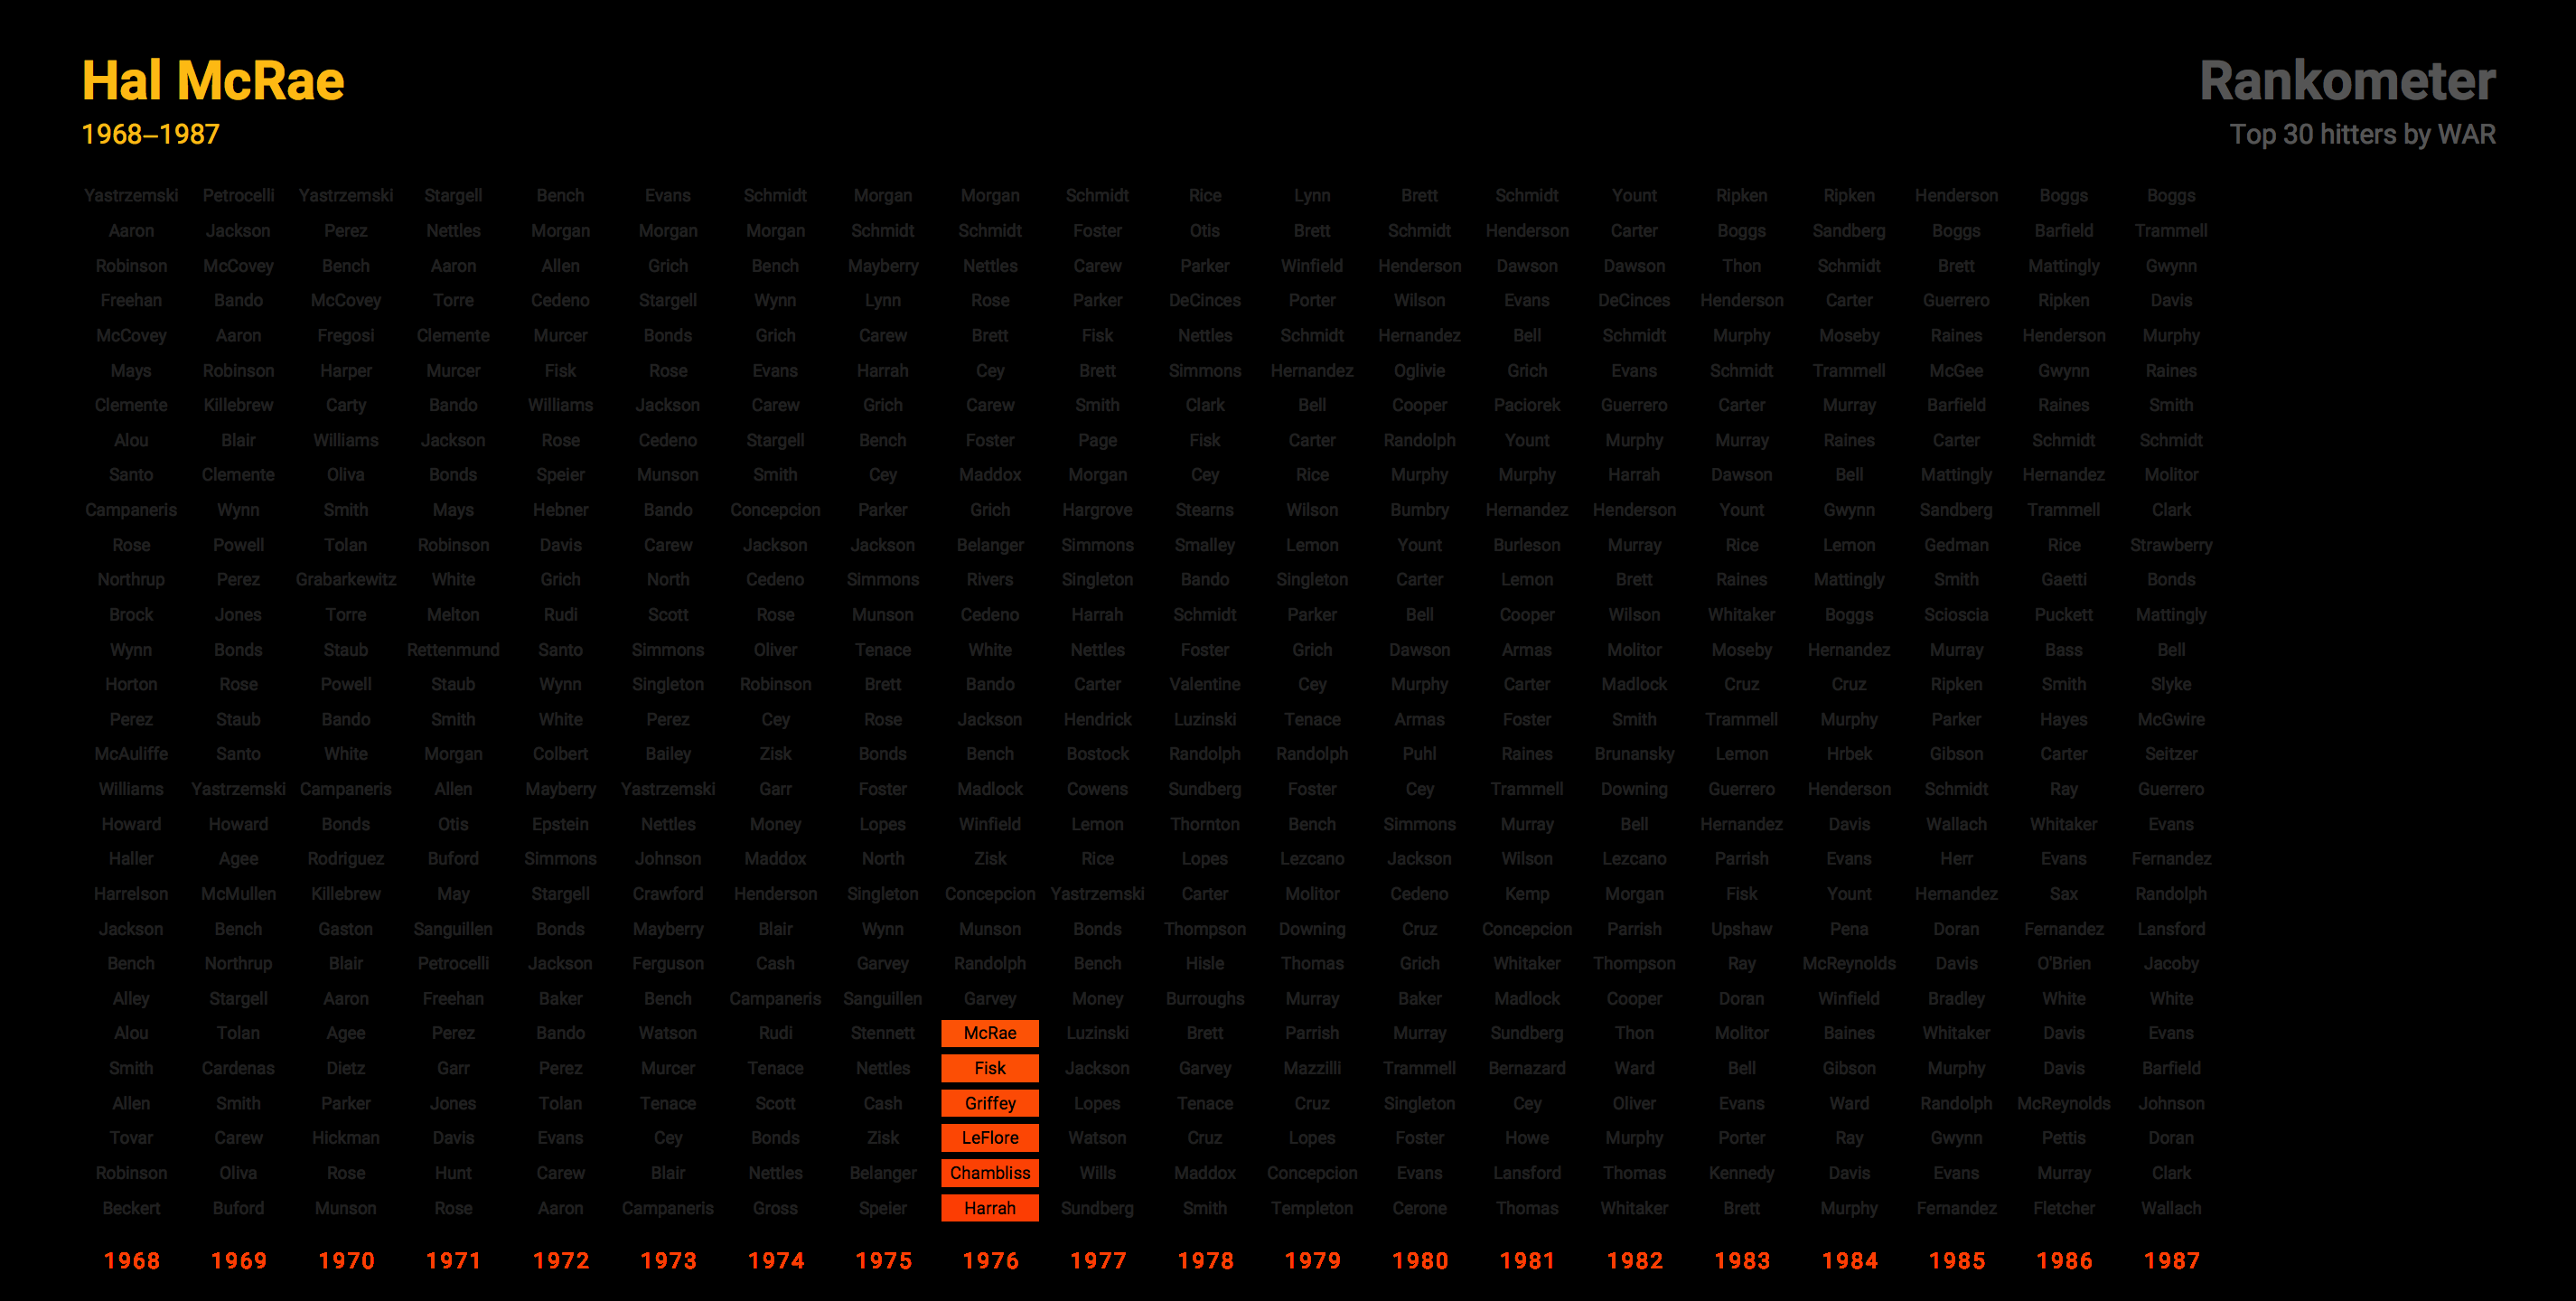 Hal McRae
1968–1987
Rankometer
Top 30 hitters by WAR
Yastrzemski Petrocelli Yastrzemski Stargell Bench Evans Schmidt Morgan Morgan Schmidt Rice Lynn Brett Schmidt Yount Ripken Ripken Henderson Boggs Boggs
Aaron Jackson Perez Nettles Morgan Morgan Morgan Schmidt Schmidt Foster Otis Brett Schmidt Henderson Carter Boggs Sandberg Boggs Barfield Trammell
Robinson McCovey Bench Aaron Allen Grich Bench Mayberry Nettles Carew Parker Winfield Henderson Dawson Dawson Thon Schmidt Brett Mattingly Gwynn
Freehan Bando McCovey Torre Cedeno Stargell Wynn Lynn Rose Parker DeCinces Porter Wilson Evans DeCinces Henderson Carter Guerrero Ripken Davis
McCovey Aaron Fregosi Clemente Murcer Bonds Grich Carew Brett Fisk Nettles Schmidt Hernandez Bell Schmidt Murphy Moseby Raines Henderson Murphy
Mays Robinson Harper Murcer Fisk Rose Evans Harrah Cey Brett Simmons Hernandez Oglivie Grich Evans Schmidt Trammell McGee Gwynn Raines
Clemente Killebrew Carty Bando Williams Jackson Carew Grich Carew Smith Clark Bell Cooper Paciorek Guerrero Carter Murray Barfield Raines Smith
Alou Blair Williams Jackson Rose Cedeno Stargell Bench Foster Page Fisk Carter Randolph Yount Murphy Murray Raines Carter Schmidt Schmidt
Santo Clemente Oliva Bonds Speier Munson Smith Cey Maddox Morgan Cey Rice Murphy Murphy Harrah Dawson Bell Mattingly Hernandez Molitor
Campaneris Wynn Smith Mays Hebner Bando Concepcion Parker Grich Hargrove Stearns Wilson Bumbry Hernandez Henderson Yount Gwynn Sandberg Trammell Clark
Rose Powell Tolan Robinson Davis Carew Jackson Jackson Belanger Simmons Smalley Lemon Yount Burleson Murray Rice Lemon Gedman Rice Strawberry
Northrup Perez Grabarkewitz White Grich North Cedeno Simmons Rivers Singleton Bando Singleton Carter Lemon Brett Raines Mattingly Smith Gaetti Bonds
Brock Jones Torre Melton Rudi Scott Rose Munson Cedeno Harrah Schmidt Parker Bell Cooper Wilson Whitaker Boggs Scioscia Puckett Mattingly
Wynn Bonds Staub Rettenmund Santo Simmons Oliver Tenace White Nettles Foster Grich Dawson Armas Molitor Moseby Hernandez Murray Bass Bell
Horton Rose Powell Staub Wynn Singleton Robinson Brett Bando Carter Valentine Cey Murphy Carter Madlock Cruz Cruz Ripken Smith Slyke
Perez Staub Bando Smith White Perez Cey Rose Jackson Hendrick Luzinski Tenace Armas Foster Smith Trammell Murphy Parker Hayes McGwire
McAuliffe Santo White Morgan Colbert Bailey Zisk Bonds Bench Bostock Randolph Randolph Puhl Raines Brunansky Lemon Hrbek Gibson Carter Seitzer
Williams Yastrzemski Campaneris Allen Mayberry Yastrzemski Garr Foster Madlock Cowens Sundberg Foster Cey Trammell Downing Guerrero Henderson Schmidt Ray Guerrero
Howard Howard Bonds Otis Epstein Nettles Money Lopes Winfield Lemon Thornton Bench Simmons Murray Bell Hernandez Davis Wallach Whitaker Evans
Haller Agee Rodriguez Buford Simmons Johnson Maddox North Zisk Rice Lopes Lezcano Jackson Wilson Lezcano Parrish Evans Herr Evans Fernandez
Harrelson McMullen Killebrew May Stargell Crawford Henderson Singleton Concepcion Yastrzemski Carter Molitor Cedeno Kemp Morgan Fisk Yount Hernandez Sax Randolph
Jackson Bench Gaston Sanguillen Bonds Mayberry Blair Wynn Munson Bonds Thompson Downing Cruz Concepcion Parrish Upshaw Pena Doran Fernandez Lansford
Bench Northrup Blair Petrocelli Jackson Ferguson Cash Garvey Randolph Bench Hisle Thomas Grich Whitaker Thompson Ray McReynolds Davis O'Brien Jacoby
Alley Stargell Aaron Freehan Baker Bench Campaneris Sanguillen Garvey Money Burroughs Murray Baker Madlock Cooper Doran Winfield Bradley White White
Alou Tolan Agee Perez Bando Watson Rudi Stennett McRae Luzinski Brett Parrish Murray Sundberg Thon Molitor Baines Whitaker Davis Evans
Smith Cardenas Dietz Garr Perez Murcer Tenace Nettles Fisk Jackson Garvey Mazzilli Trammell Bernazard Ward Bell Gibson Murphy Davis Barfield
Allen Smith Parker Jones Tolan Tenace Scott Cash Griffey Lopes Tenace Cruz Singleton Cey Oliver Evans Ward Randolph McReynolds Johnson
Tovar Carew Hickman Davis Evans Cey Bonds Zisk LeFlore Watson Cruz Lopes Foster Howe Murphy Porter Ray Gwynn Pettis Doran
Robinson Oliva Rose Hunt Carew Blair Nettles Belanger Chambliss Wills Maddox Concepcion Evans Lansford Thomas Kennedy Davis Evans Murray Clark
Beckert Buford Munson Rose Aaron Campaneris Gross Speier Harrah Sundberg Smith Templeton Cerone Thomas Whitaker Brett Murphy Fernandez Fletcher Wallach
1968 1969 1970 1971 1972 1973 1974 1975 1976 1977 1978 1979 1980 1981 1982 1983 1984 1985 1986 1987